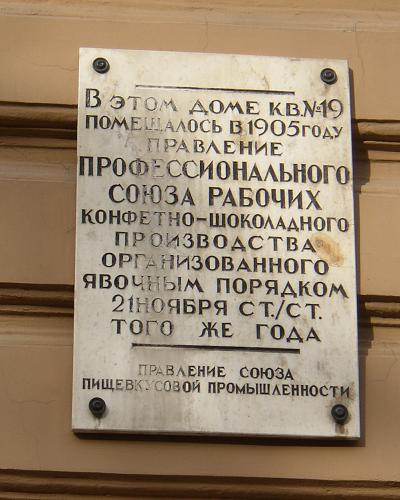 В этом доме кв.№19
помещалось в 1905 году
правление
профессионального
союза рабочих
конфетно-шоколадного
производства
организованного
явочным порядком
21 ноября ст./ст.
того же года
правление союза
пищевкусовой промышленности